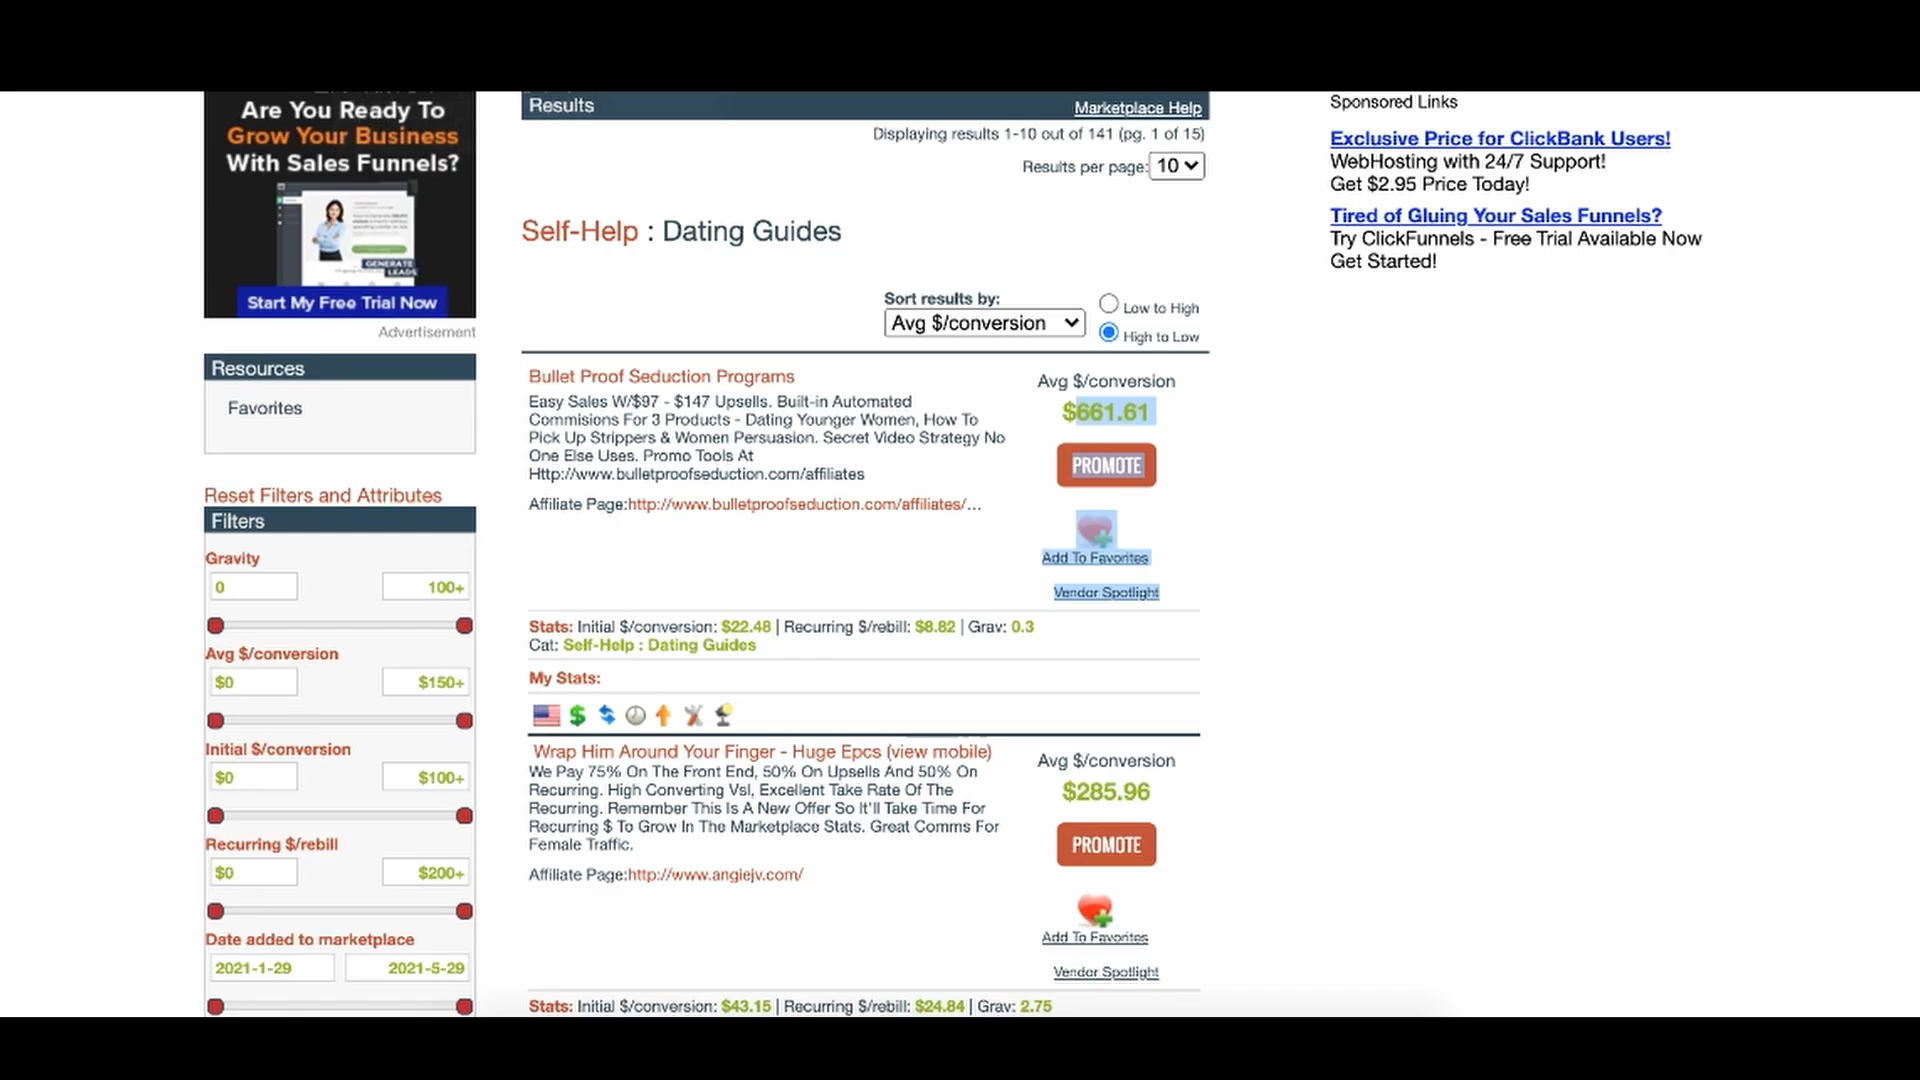 Are You Ready To
Grow Your Business
With Sales Funnels?
GENERATE
LEADS
Start My Free Trial Now
Advertisement
Resources
Favorites
Reset Filters and Attributes
Filters
Gravity
0 100+
Avg $/conversion
$0 $150+
Initial $/conversion
$0 $100+
Recurring $/rebill
$0 $200+
Date added to marketplace
2021-1-29 2021-5-29
Results Marketplace Help
Displaying results 1-10 out of 141 (pg. 1 of 15)
Results per page: 10
Self-Help : Dating Guides
Sort results by:
Avg $/conversion
Low to High
High to Low
Bullet Proof Seduction Programs
Easy Sales W/$97 - $147 Upsells. Built-in Automated
Commisions For 3 Products - Dating Younger Women, How To
Pick Up Strippers & Women Persuasion. Secret Video Strategy No
One Else Uses. Promo Tools At
Http://www.bulletproofseduction.com/affiliates
Affiliate Page:http://www.bulletproofseduction.com/affiliates/...
Avg $/conversion
$661.61
PROMOTE
Add To Favorites
Vendor Spotlight
Stats: Initial $/conversion: $22.48 | Recurring $/rebill: $8.82 | Grav: 0.3
Cat: Self-Help : Dating Guides
My Stats:
Wrap Him Around Your Finger - Huge Epcs (view mobile)
We Pay 75% On The Front End, 50% On Upsells And 50% On
Recurring. High Converting Vsl, Excellent Take Rate Of The
Recurring. Remember This Is A New Offer So It'll Take Time For
Recurring $ To Grow In The Marketplace Stats. Great Comms For
Female Traffic.
Affiliate Page:http://www.angiejv.com/
Avg $/conversion
$285.96
PROMOTE
Add To Favorites
Vendor Spotlight
Stats: Initial $/conversion: $43.15 | Recurring $/rebill: $24.84 | Grav: 2.75
Sponsored Links
Exclusive Price for ClickBank Users!
WebHosting with 24/7 Support!
Get $2.95 Price Today!
Tired of Gluing Your Sales Funnels?
Try ClickFunnels - Free Trial Available Now
Get Started!